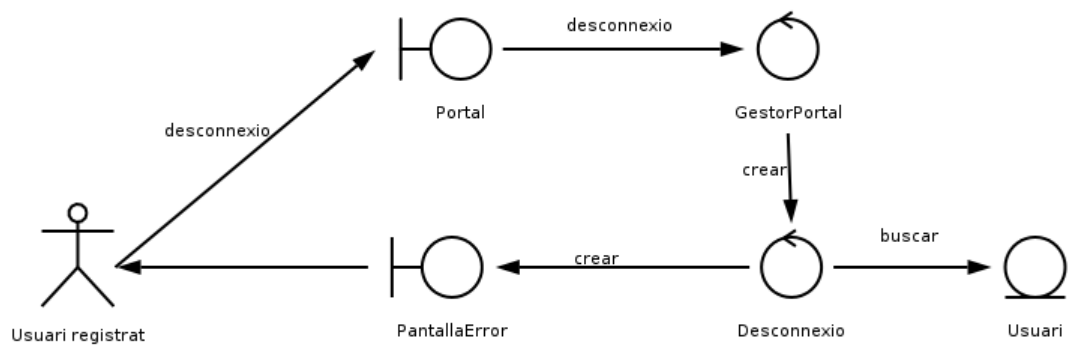 desconnexio
Portal
GestorPortal
desconnexio
crear
buscar
crear
Usuari registrat
PantallaError
Desconnexio
Usuari